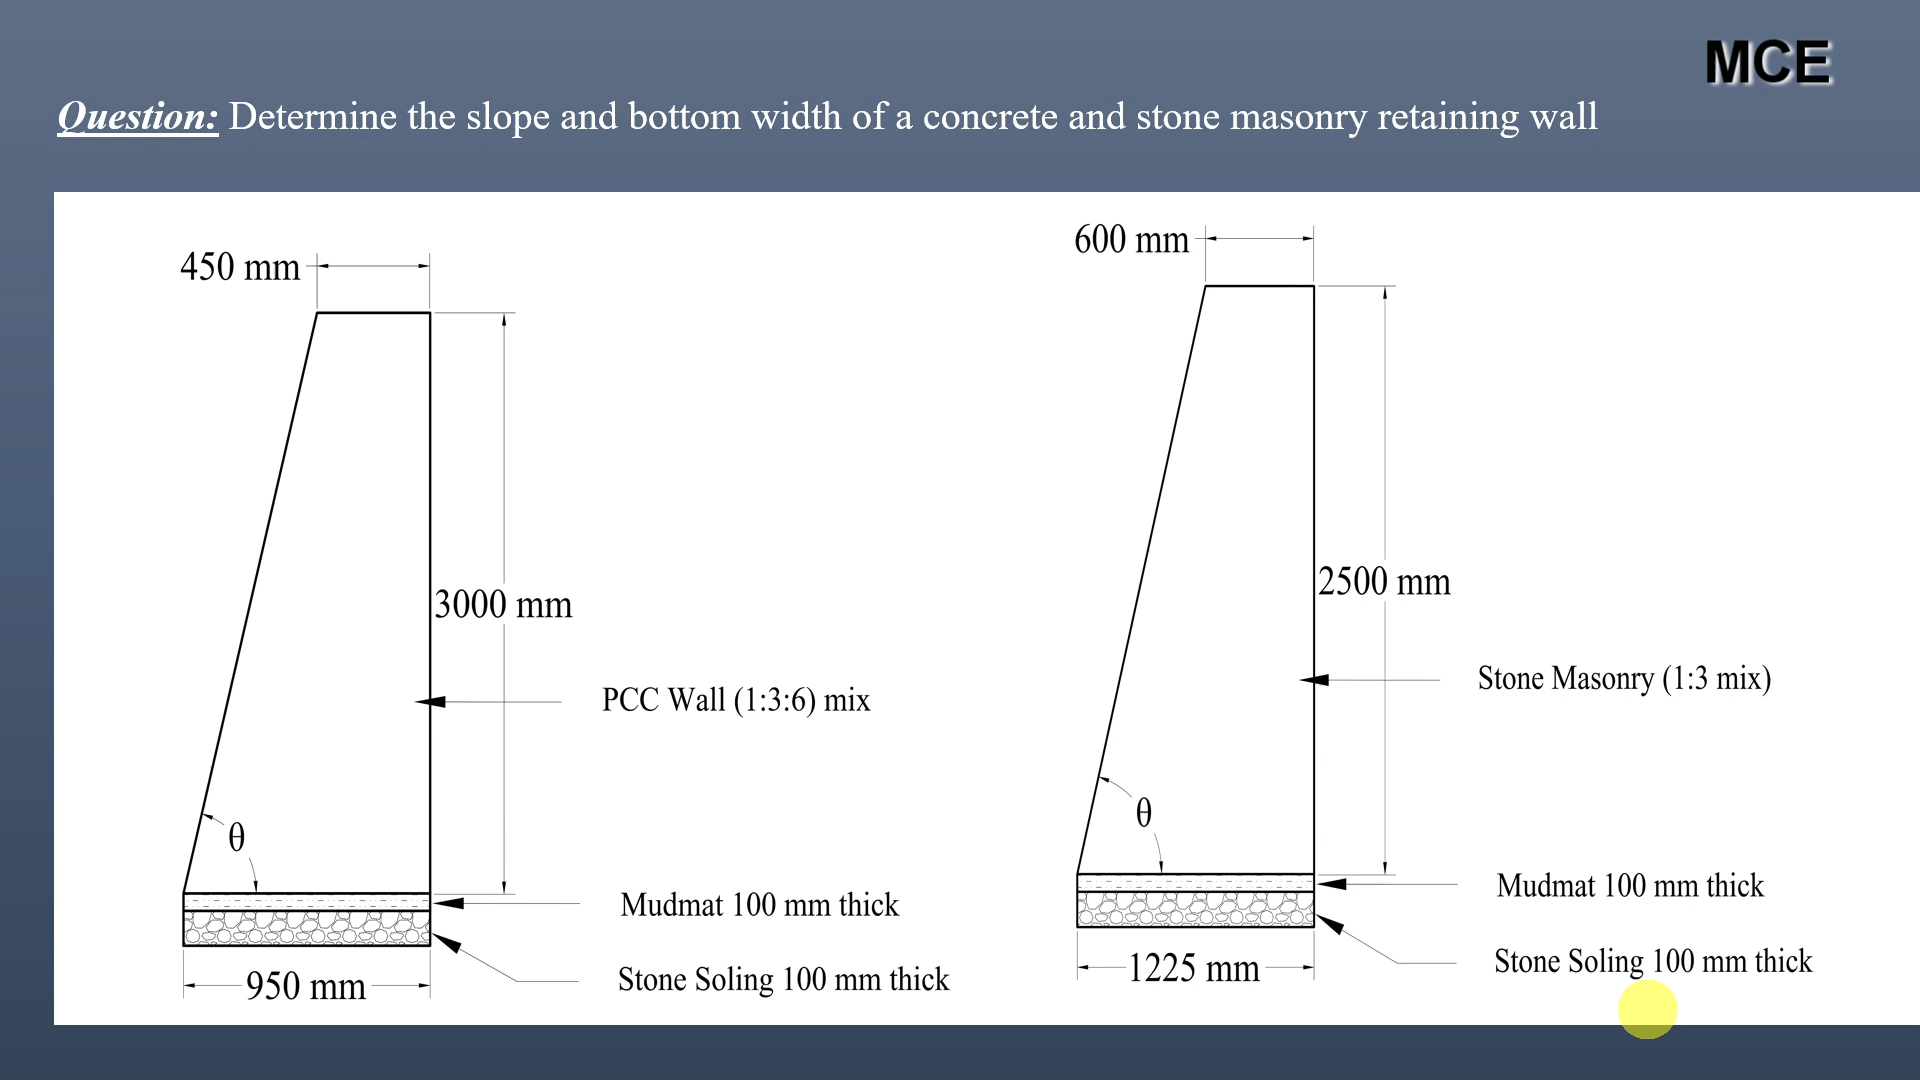 MCE
Question: Determine the slope and bottom width of a concrete and stone masonry retaining wall
450 mm
3000 mm
PCC Wall (1:3:6) mix
θ
Mudmat 100 mm thick
Stone Soling 100 mm thick
950 mm
600 mm
2500 mm
Stone Masonry (1:3 mix)
θ
Mudmat 100 mm thick
Stone Soling 100 mm thick
1225 mm